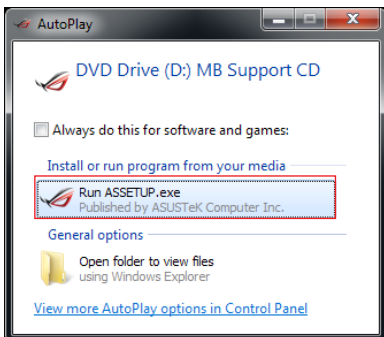 AutoPlay
DVD Drive (D:) MB Support CD
Always do this for software and games:
Install or run program from your media
Run ASSETUP.exe
Published by ASUSTeK Computer Inc.
General options
Open folder to view files
using Windows Explorer
View more AutoPlay options in Control Panel